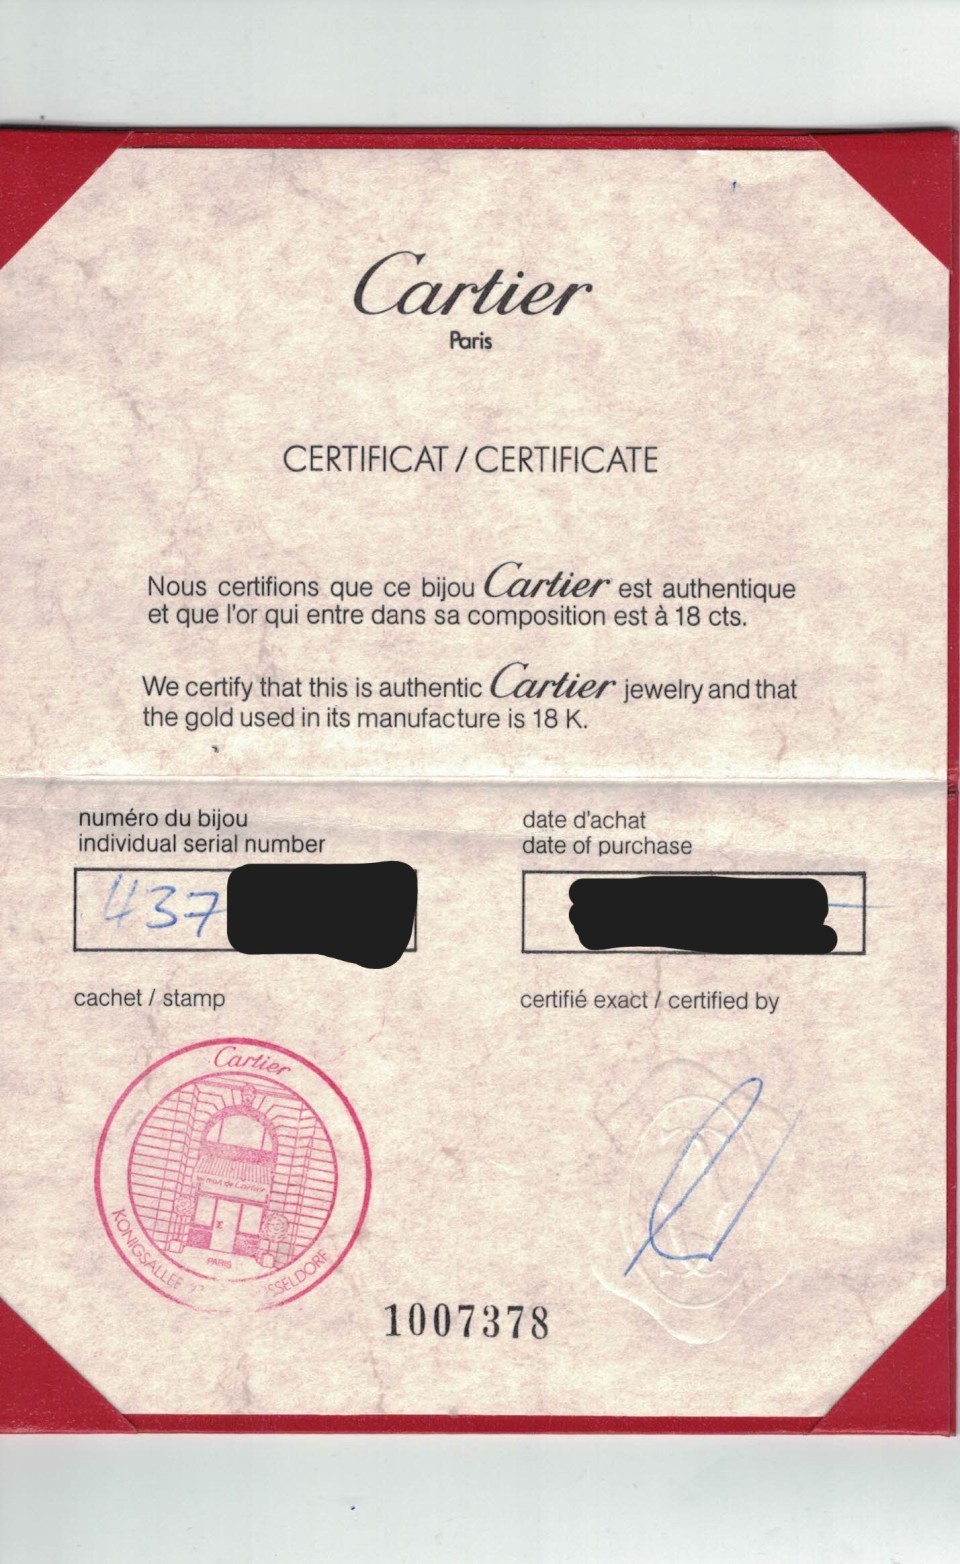 Cartier
Paris
CERTIFICAT / CERTIFICATE
Nous certifions que ce bijou Cartier est authentique
et que l'or qui entre dans sa composition est à 18 cts.
We certify that this is authentic Cartier jewelry and that
the gold used in its manufacture is 18 K.
numéro du bijou
individual serial number
date d'achat
date of purchase
437
cachet / stamp
certifié exact / certified by
Cartier
PARIS
KÖNIGSALLEE
SSELDORF
1007378